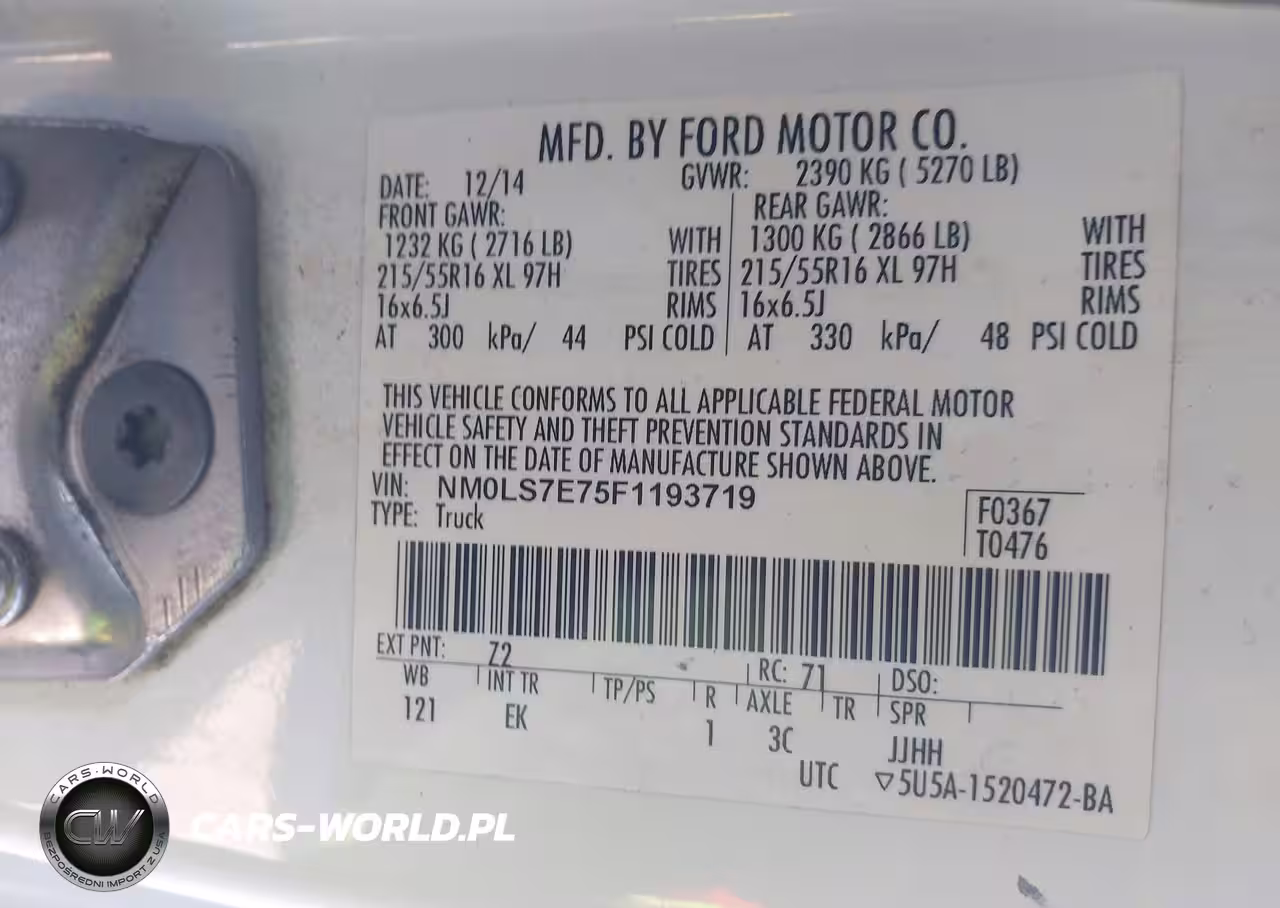 MFD. BY FORD MOTOR CO.
DATE: 12/14 GVWR: 2390 KG ( 5270 LB)
FRONT GAWR: REAR GAWR:
1232 KG ( 2716 LB) WITH 1300 KG ( 2866 LB) WITH
215/55R16 XL 97H TIRES 215/55R16 XL 97H TIRES
16x6.5J RIMS 16x6.5J RIMS
AT 300 kPa/ 44 PSI COLD AT 330 kPa/ 48 PSI COLD
THIS VEHICLE CONFORMS TO ALL APPLICABLE FEDERAL MOTOR
VEHICLE SAFETY AND THEFT PREVENTION STANDARDS IN
EFFECT ON THE DATE OF MANUFACTURE SHOWN ABOVE.
VIN: NM0LS7E75F1193719
TYPE: Truck
F0367
T0476
EXT PNT: Z2 RC: 71 DSO:
WB INT TR TP/PS R AXLE TR SPR
121 EK 1 3C JJHH
UTC ▽5U5A-1520472-BA
CARS-WORLD
CW
BEZPOŚREDNI IMPORT Z USA
CARS-WORLD.PL